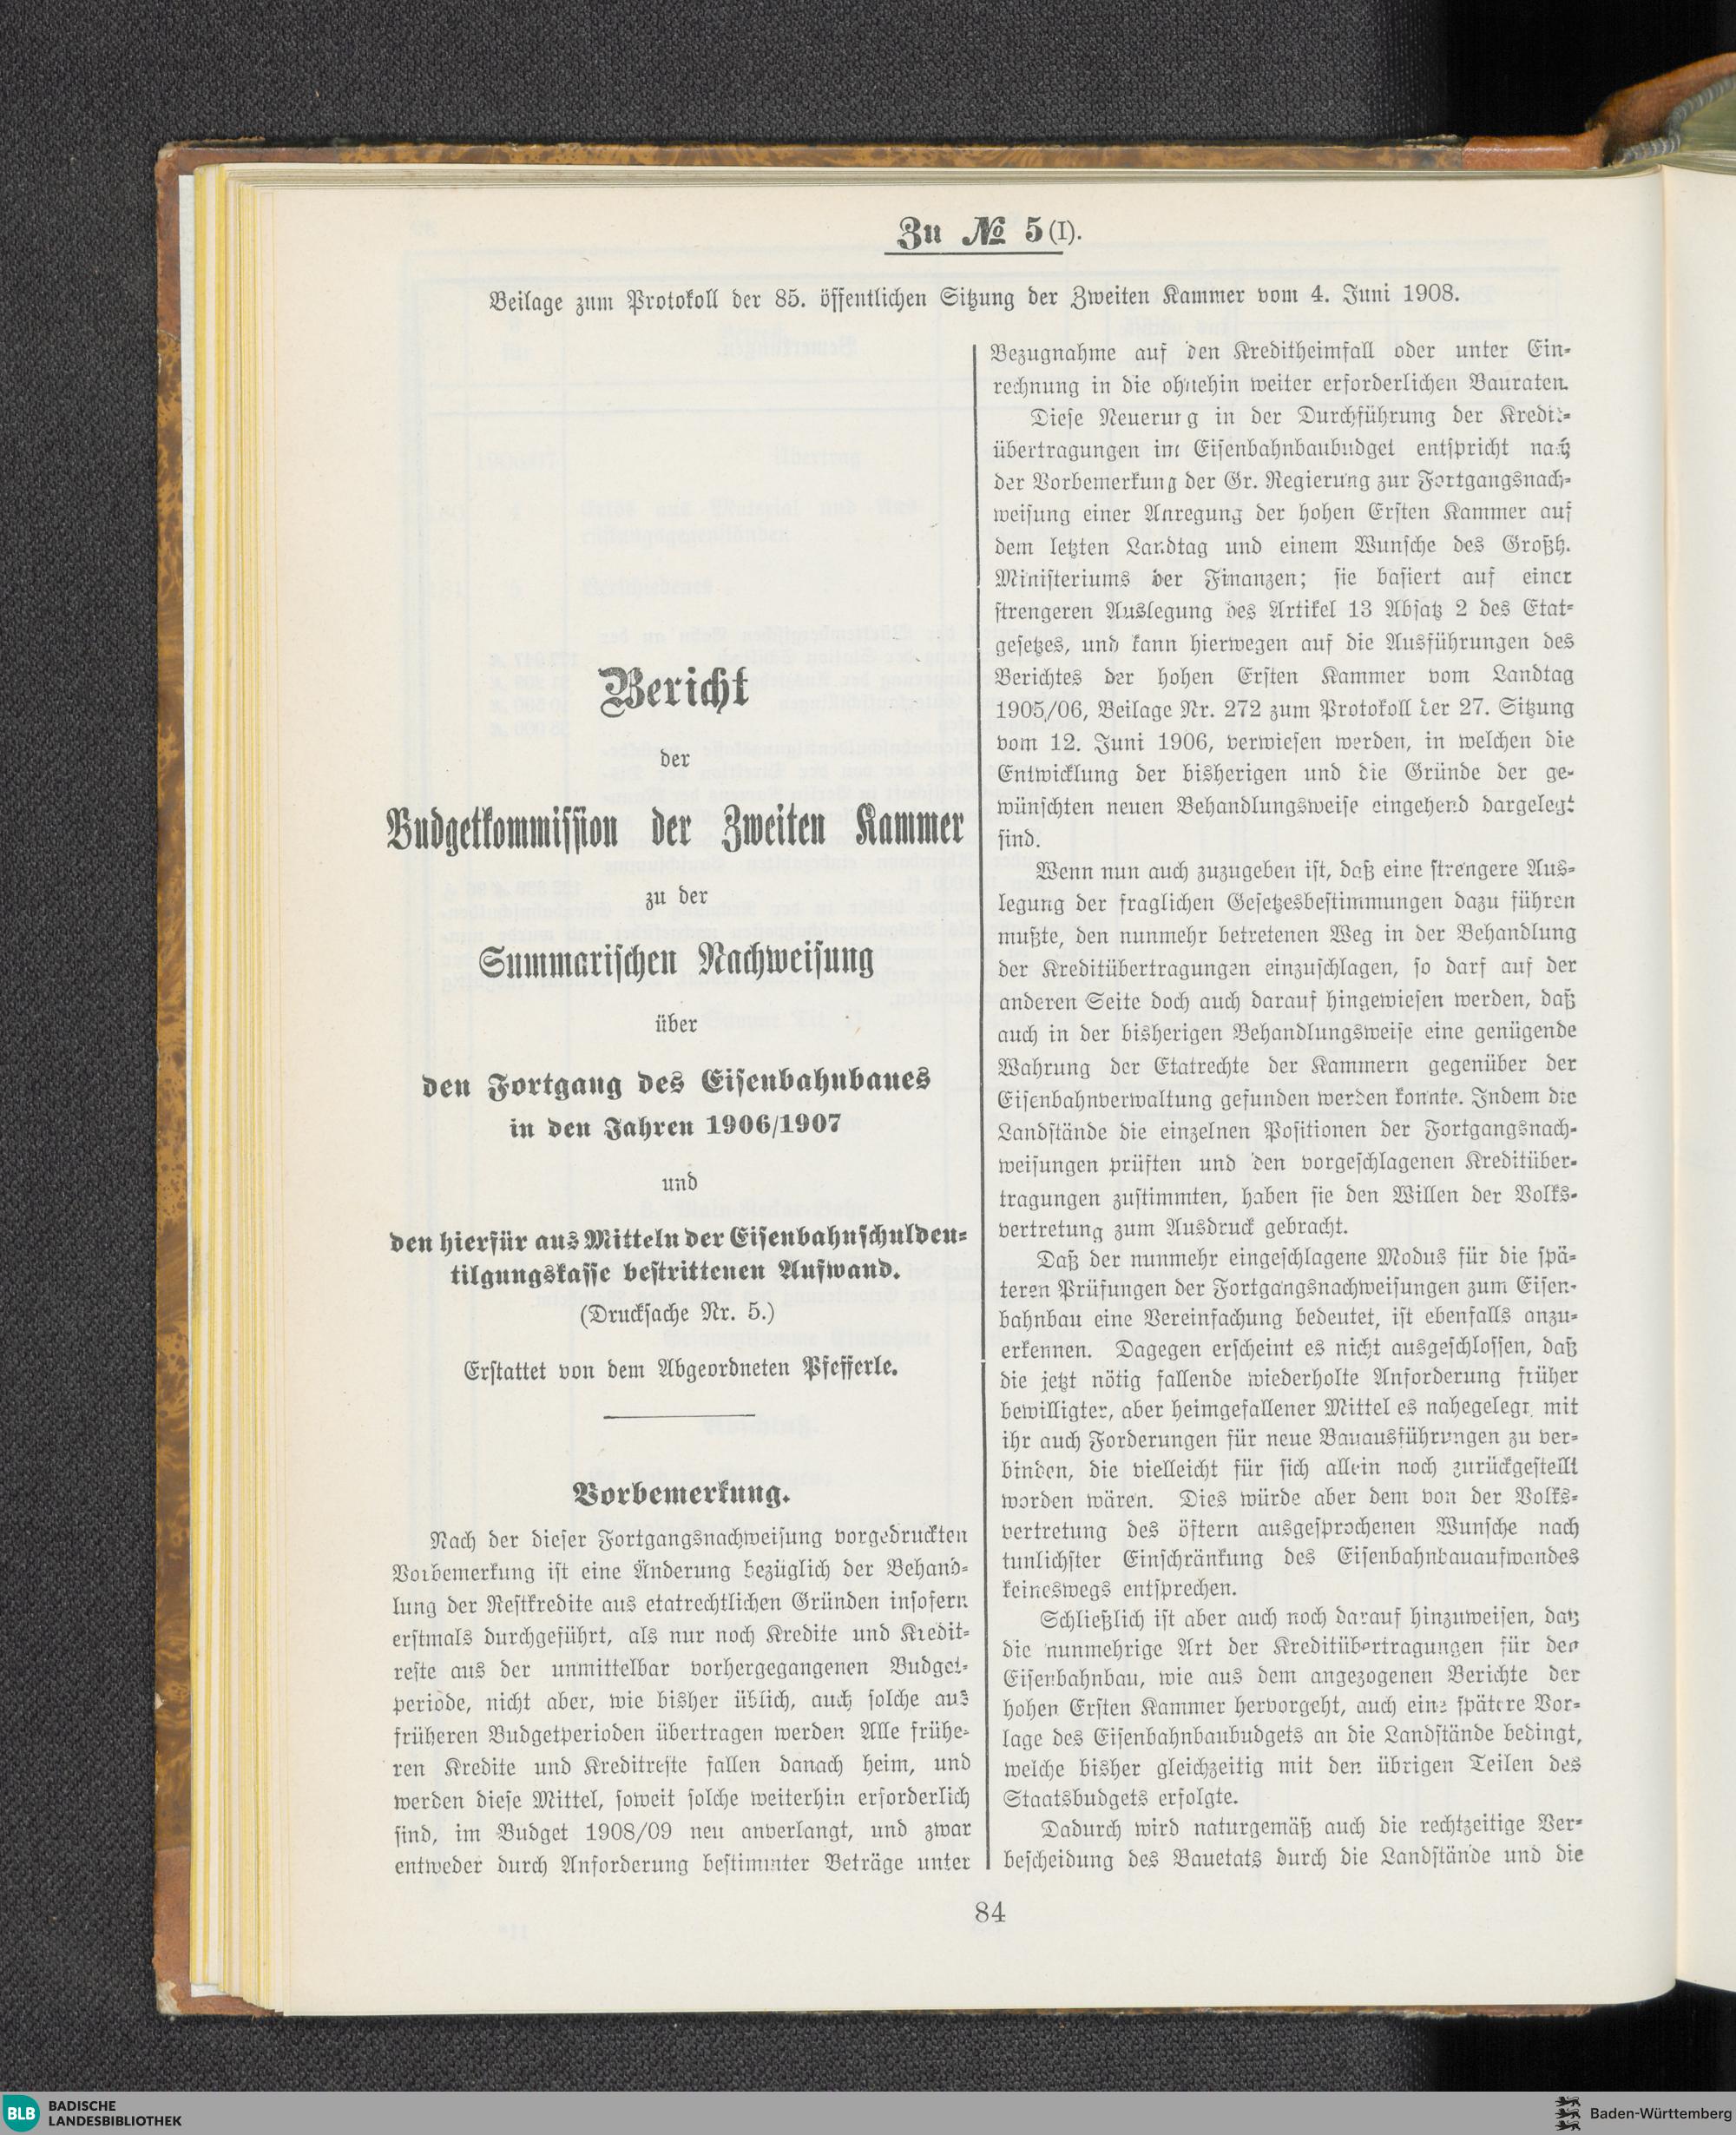 Zu № 5 (I).
Beilage zum Protokoll der 85. öffentlichen Sitzung der Zweiten Kammer vom 4. Juni 1908.
Bericht
der
Budgetkommission der Zweiten Kammer
zu der
Summarischen Nachweisung
über
den Fortgang des Eisenbahnbaues
in den Jahren 1906/1907
und
den hierfür aus Mitteln der Eisenbahnschulden-
tilgungskasse bestrittenen Aufwand.
(Drucksache Nr. 5.)
Erstattet von dem Abgeordneten Pfefferle.
Vorbemerkung.
Nach der dieser Fortgangsnachweisung vorgedruckten
Vorbemerkung ist eine Änderung bezüglich der Behand-
lung der Restkredite aus etatrechtlichen Gründen insofern
erstmals durchgeführt, als nur noch Kredite und Kredit-
reste aus der unmittelbar vorhergegangenen Budget-
periode, nicht aber, wie bisher üblich, auch solche aus
früheren Budgetperioden übertragen werden Alle frühe-
ren Kredite und Kreditreste fallen danach heim, und
werden diese Mittel, soweit solche weiterhin erforderlich
sind, im Budget 1908/09 neu anverlangt, und zwar
entweder durch Anforderung bestimmter Beträge unter
Bezugnahme auf den Kreditheimfall oder unter Ein-
rechnung in die ohnehin weiter erforderlichen Bauraten.
Diese Neuerung in der Durchführung der Kredit-
übertragungen im Eisenbahnbaubudget entspricht nach
der Vorbemerkung der Gr. Regierung zur Fortgangsnach-
weisung einer Anregung der hohen Ersten Kammer auf
dem letzten Landtag und einem Wunsche des Großh.
Ministeriums der Finanzen; sie basiert auf einer
strengeren Auslegung des Artikel 13 Absatz 2 des Etat-
gesetzes, und kann hierwegen auf die Ausführungen des
Berichtes der hohen Ersten Kammer vom Landtag
1905/06, Beilage Nr. 272 zum Protokoll der 27. Sitzung
vom 12. Juni 1906, verwiesen werden, in welchen die
Entwicklung der bisherigen und die Gründe der ge-
wünschten neuen Behandlungsweise eingehend dargelegt
sind.
Wenn nun auch zuzugeben ist, daß eine strengere Aus-
legung der fraglichen Gesetzesbestimmungen dazu führen
mußte, den nunmehr betretenen Weg in der Behandlung
der Kreditübertragungen einzuschlagen, so darf auf der
anderen Seite doch auch darauf hingewiesen werden, daß
auch in der bisherigen Behandlungsweise eine genügende
Wahrung der Etatrechte der Kammern gegenüber der
Eisenbahnverwaltung gefunden werden konnte. Indem die
Landstände die einzelnen Positionen der Fortgangsnach-
weisungen prüften und den vorgeschlagenen Kreditüber-
tragungen zustimmten, haben sie den Willen der Volks-
vertretung zum Ausdruck gebracht.
Daß der nunmehr eingeschlagene Modus für die spä-
teren Prüfungen der Fortgangsnachweisungen zum Eisen-
bahnbau eine Vereinfachung bedeutet, ist ebenfalls anzu-
erkennen. Dagegen erscheint es nicht ausgeschlossen, daß
die jetzt nötig fallende wiederholte Anforderung früher
bewilligter, aber heimgefallener Mittel es nahegelegt mit
ihr auch Forderungen für neue Bauausführungen zu ver-
binden, die vielleicht für sich allein noch zurückgestellt
worden wären. Dies würde aber dem von der Volks-
vertretung des öftern ausgesprochenen Wunsche nach
tunlichster Einschränkung des Eisenbahnbauaufwandes
keineswegs entsprechen.
Schließlich ist aber auch noch darauf hinzuweisen, daß
die nunmehrige Art der Kreditübertragungen für den
Eisenbahnbau, wie aus dem angezogenen Berichte der
hohen Ersten Kammer hervorgeht, auch eine spätere Vor-
lage des Eisenbahnbaubudgets an die Landstände bedingt,
welche bisher gleichzeitig mit den übrigen Teilen des
Staatsbudgets erfolgte.
Dadurch wird naturgemäß auch die rechtzeitige Ver-
bescheidung des Bauetats durch die Landstände und die
84
BLB BADISCHE
LANDESBIBLIOTHEK
Baden-Württemberg